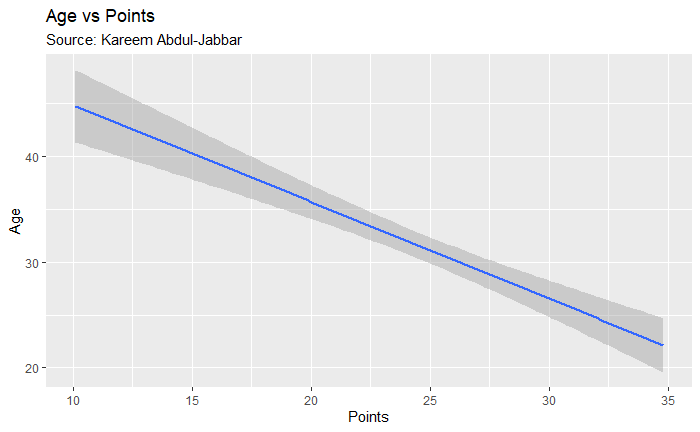 Age vs Points
Source: Kareem Abdul-Jabbar
Age
40
30
20
10 15 20 25 30 35
Points